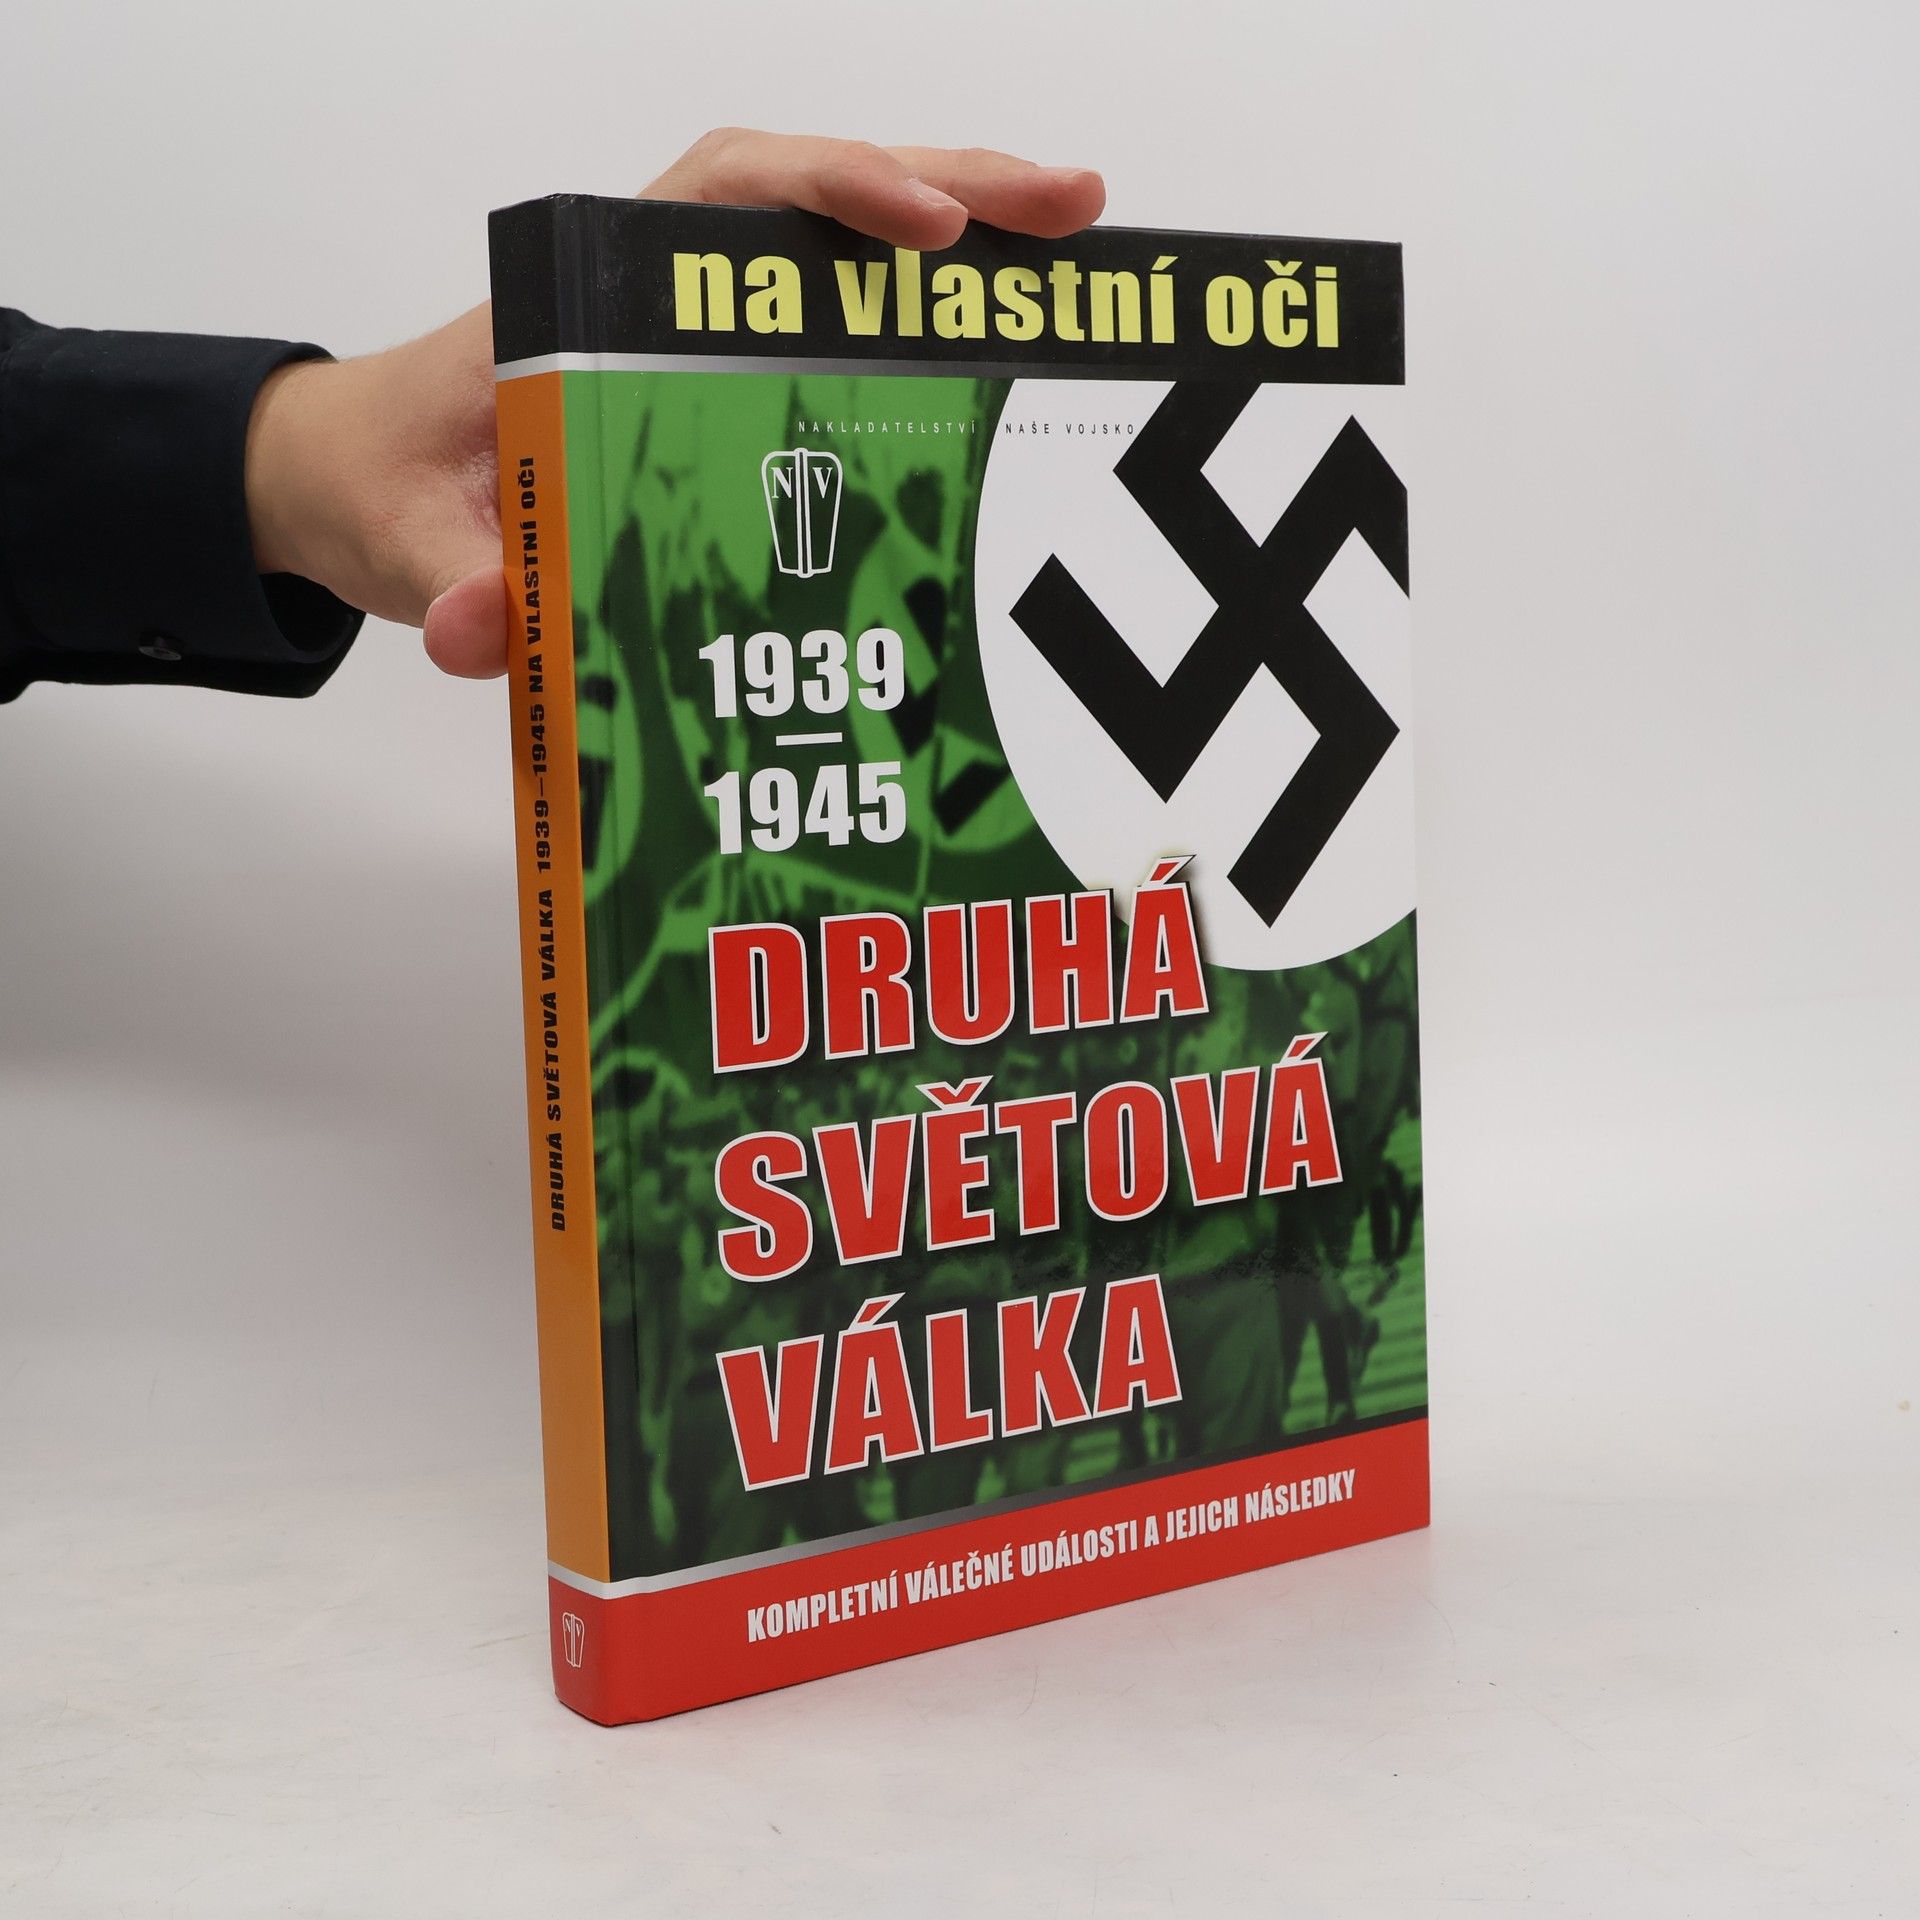 na vlastní oči
NAKLADATELSTVÍ NAŠE VOJSKO
N V
1939
–
1945
DRUHÁ
SVĚTOVÁ
VÁLKA
KOMPLETNÍ VÁLEČNÉ UDÁLOSTI A JEJICH NÁSLEDKY
DRUHÁ SVĚTOVÁ VÁLKA 1939–1945 NA VLASTNÍ OČI
N V